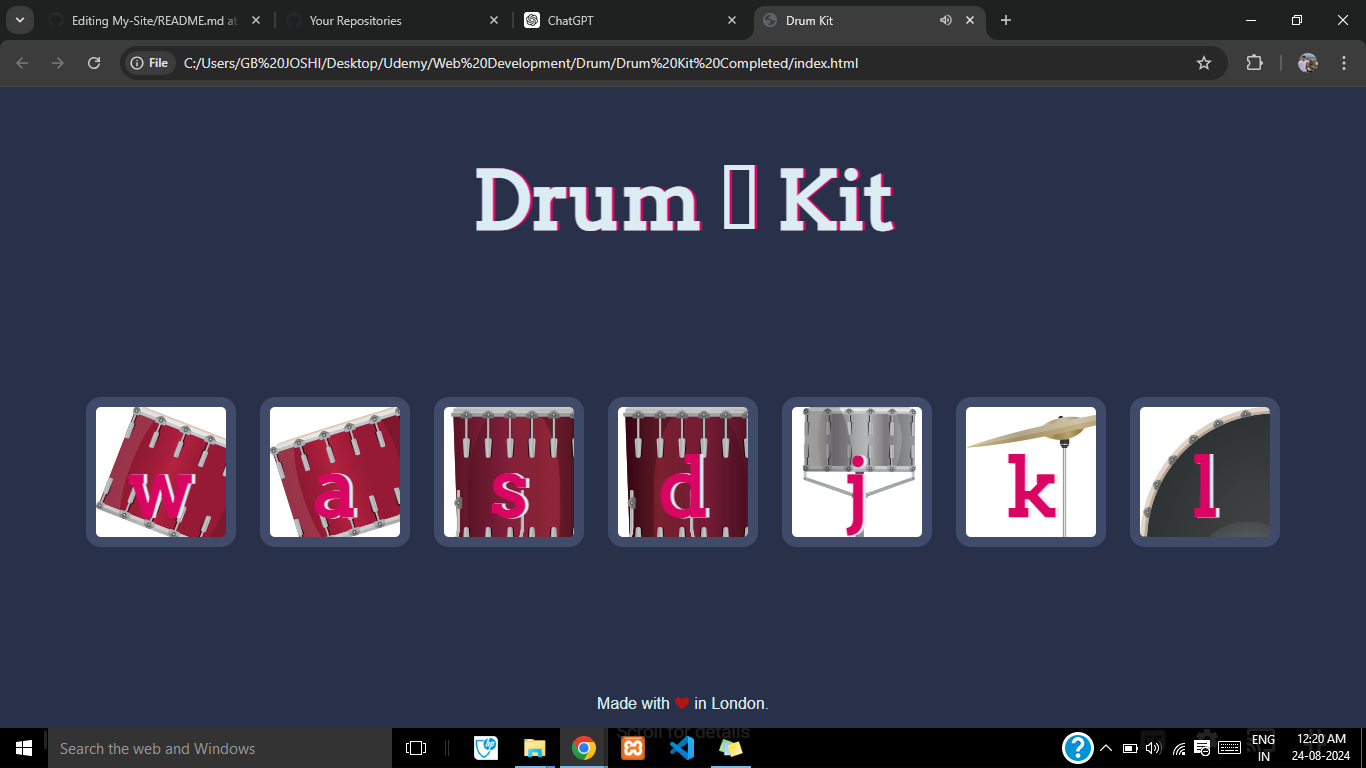 Editing My-Site/README.md at
Your Repositories
ChatGPT
Drum Kit
File
C:/Users/GB%20JOSHI/Desktop/Udemy/Web%20Development/Drum/Drum%20Kit%20Completed/index.html
Drum 🥁 Kit
w a s d j k l
Made with ❤️ in London.
Scroll for details
Search the web and Windows
ENG
IN
12:20 AM
24-08-2024